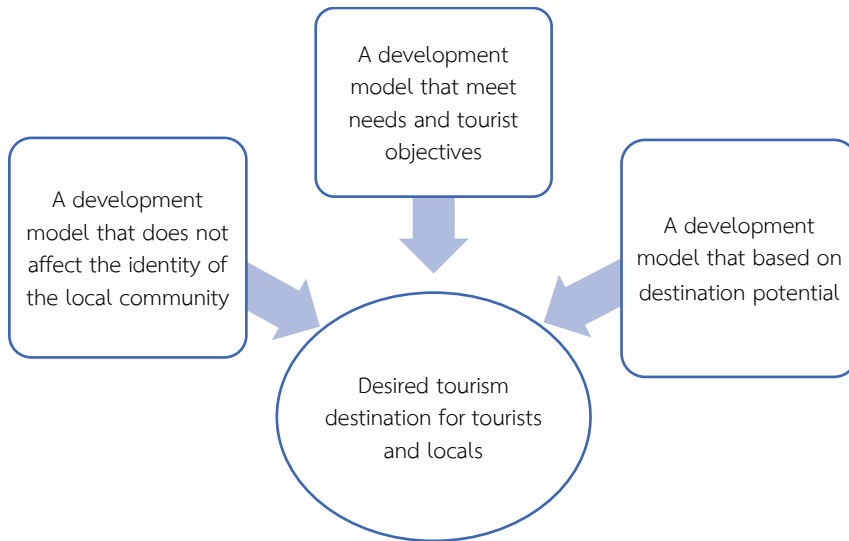 A development
model that meet
needs and tourist
objectives
A development
model that does not
affect the identity of
the local community
A development
model that based on
destination potential
Desired tourism
destination for tourists
and locals